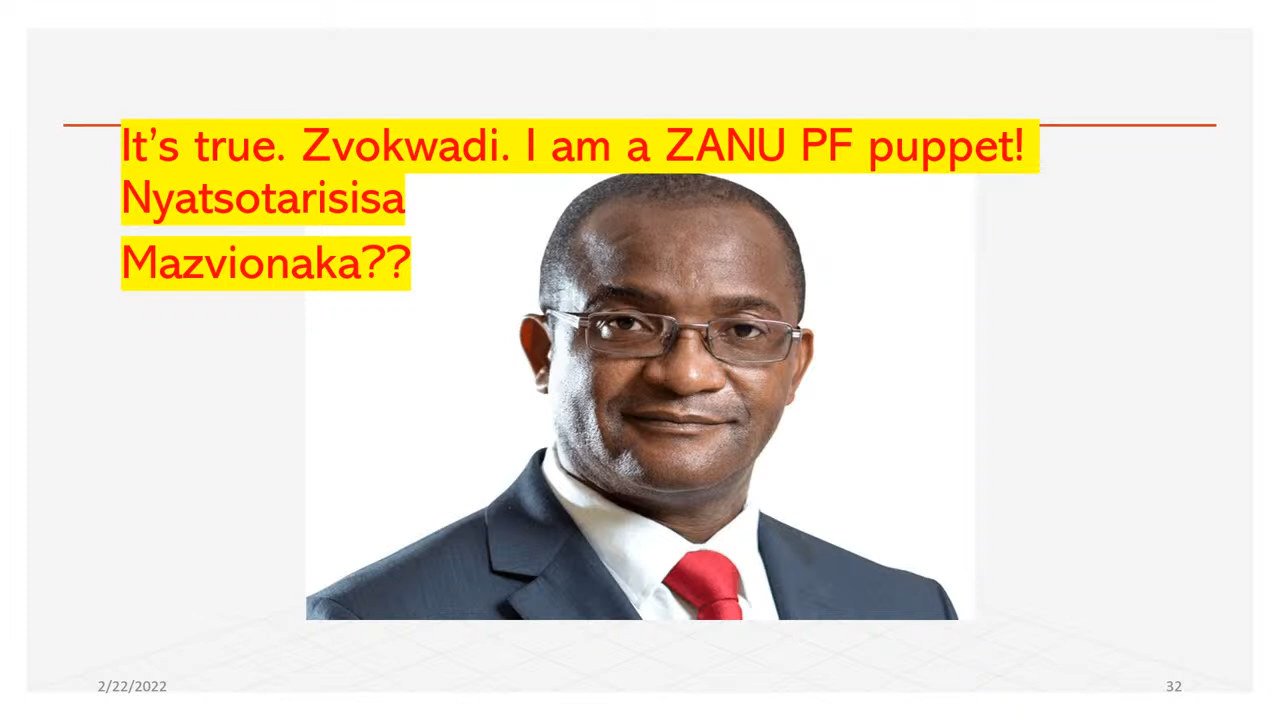 It’s true. Zvokwadi. I am a ZANU PF puppet!
Nyatsotarisisa
Mazvionaka??
2/22/2022
32